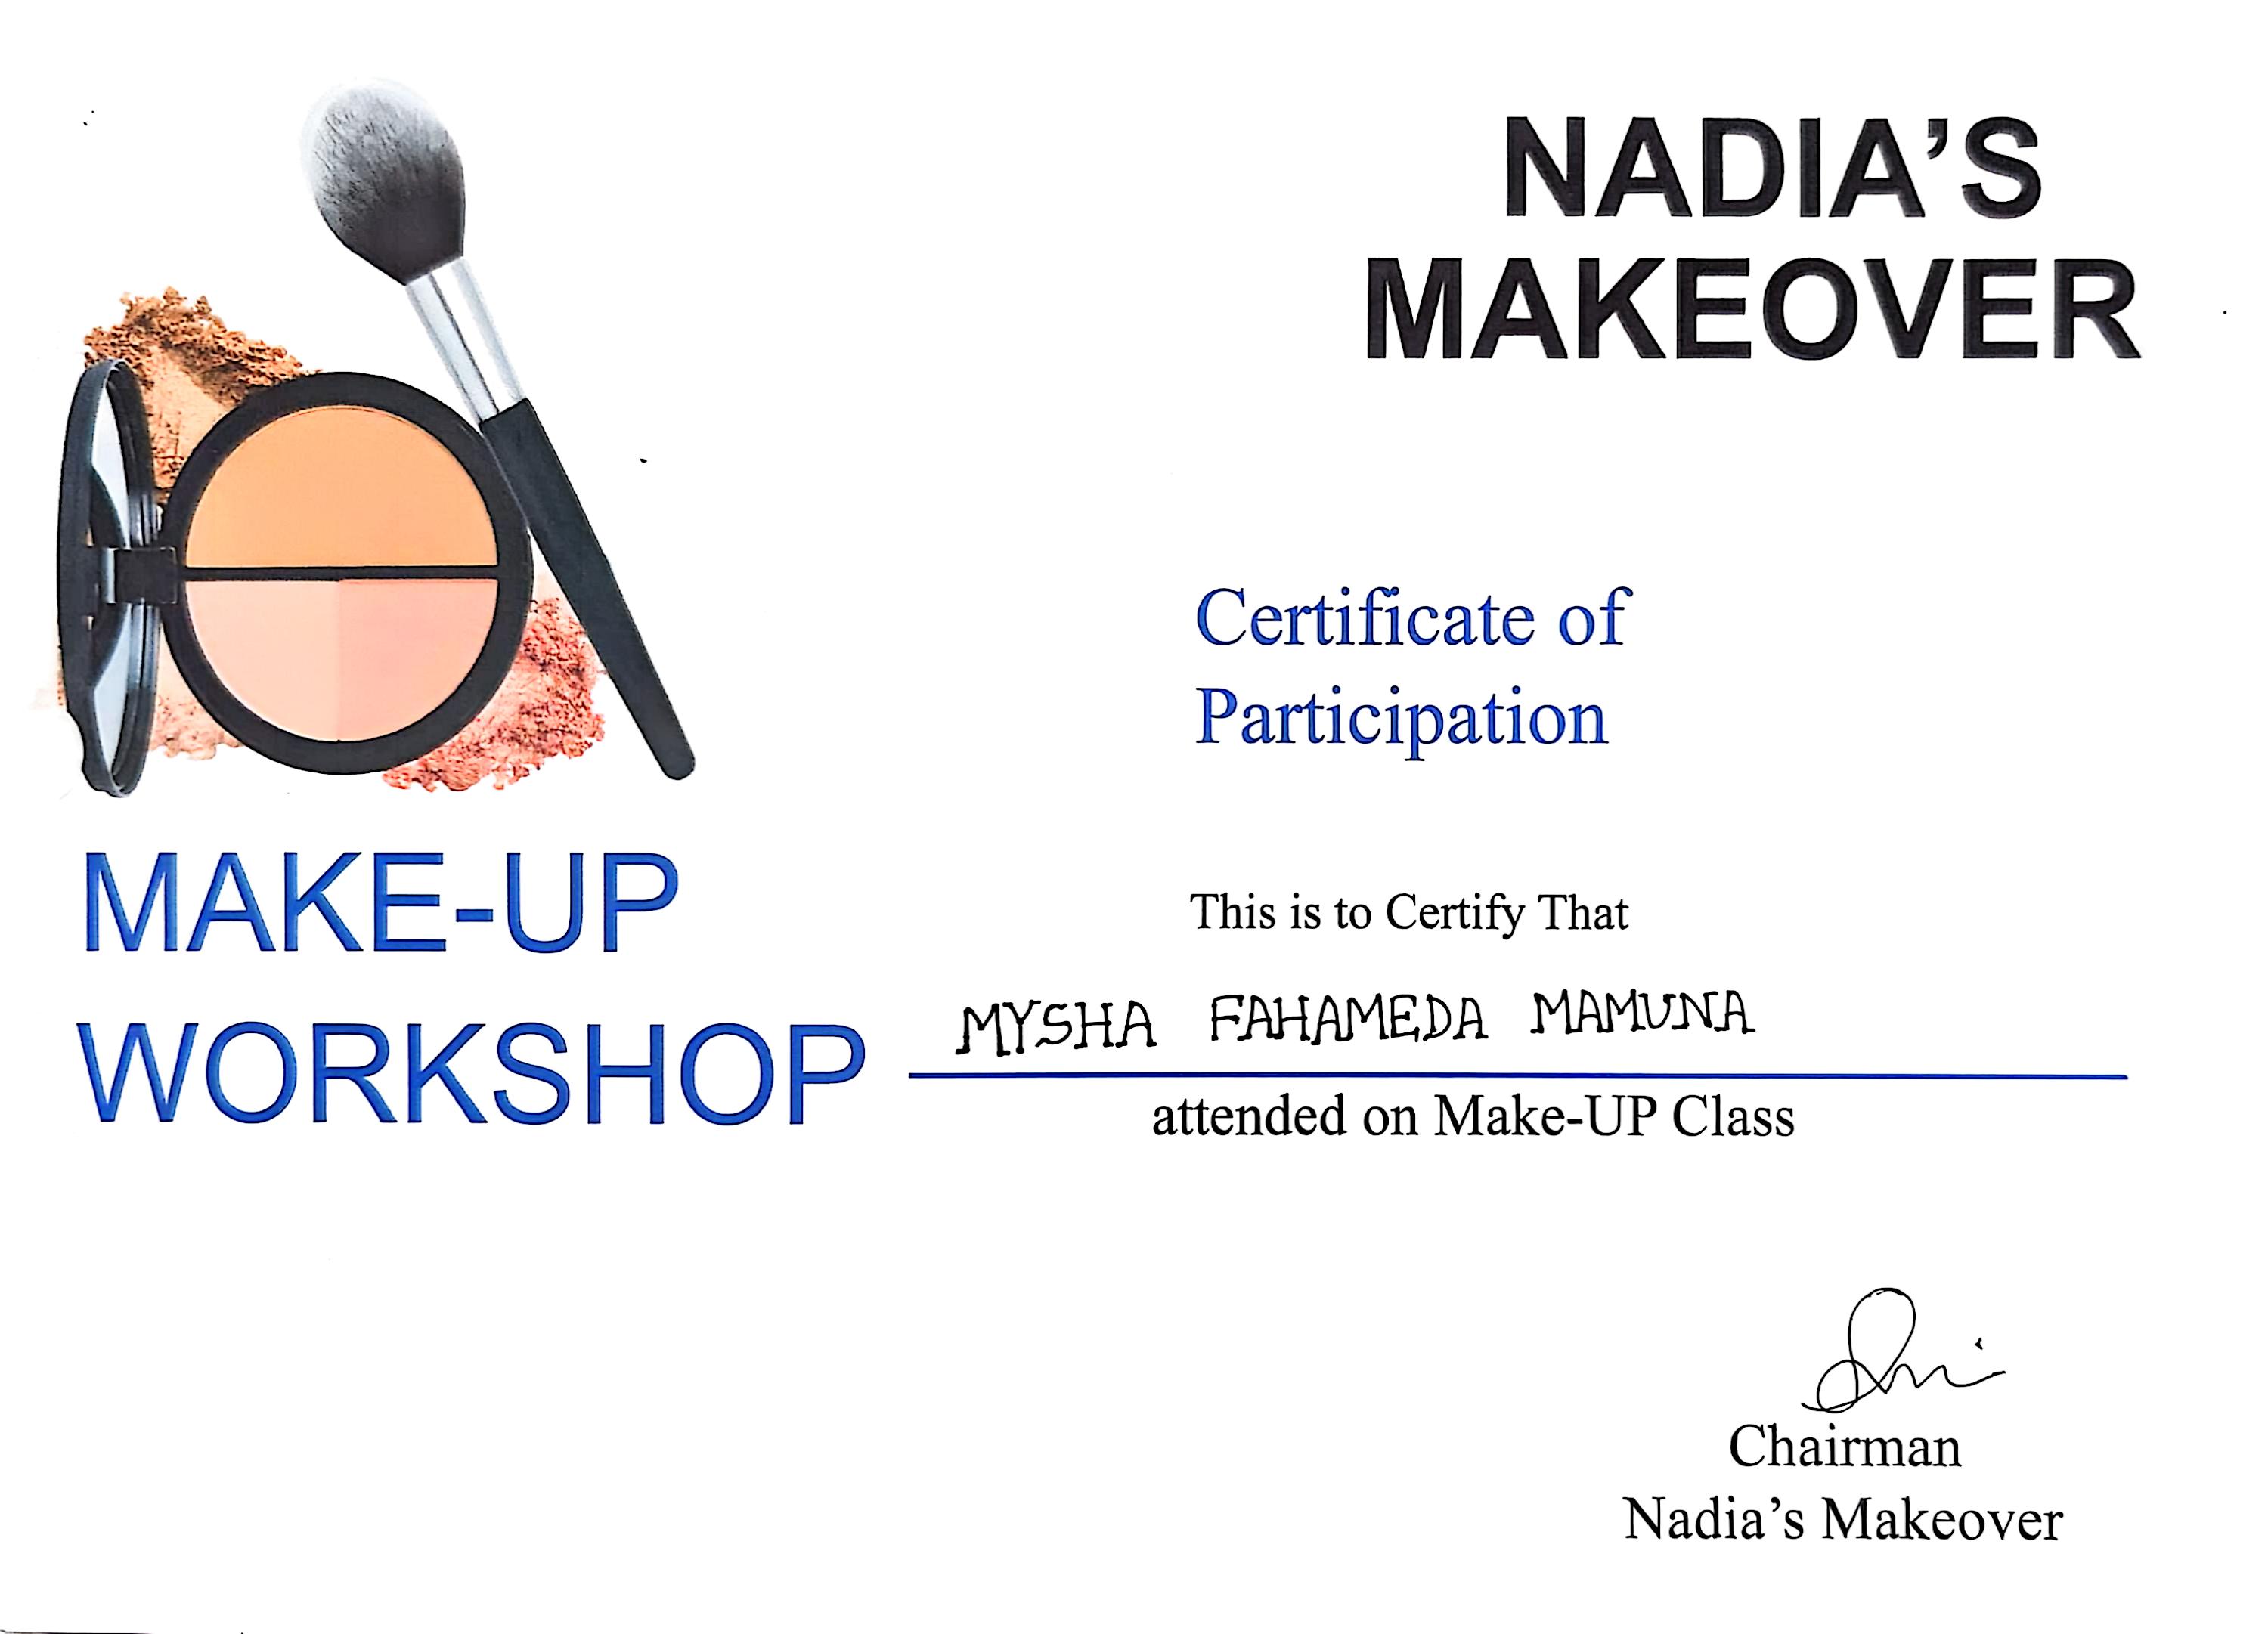 NADIA'S
MAKEOVER
Certificate of
Participation
MAKE-UP
WORKSHOP
This is to Certify That
MYSHA FAHAMEDA MAMUNA
attended on Make-UP Class
Chairman
Nadia's Makeover